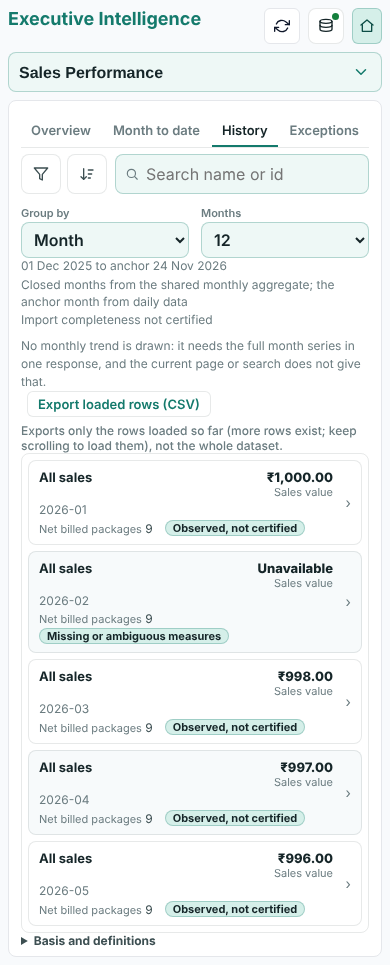 Executive Intelligence
Sales Performance
Overview Month to date History Exceptions
Search name or id
Group by Months
Month 12
01 Dec 2025 to anchor 24 Nov 2026
Closed months from the shared monthly aggregate; the
anchor month from daily data
Import completeness not certified
No monthly trend is drawn: it needs the full month series in
one response, and the current page or search does not give
that.
Export loaded rows (CSV)
Exports only the rows loaded so far (more rows exist; keep
scrolling to load them), not the whole dataset.
All sales ₹1,000.00
Sales value
2026-01
Net billed packages 9 Observed, not certified
All sales Unavailable
Sales value
2026-02
Net billed packages 9
Missing or ambiguous measures
All sales ₹998.00
Sales value
2026-03
Net billed packages 9 Observed, not certified
All sales ₹997.00
Sales value
2026-04
Net billed packages 9 Observed, not certified
All sales ₹996.00
Sales value
2026-05
Net billed packages 9 Observed, not certified
Basis and definitions